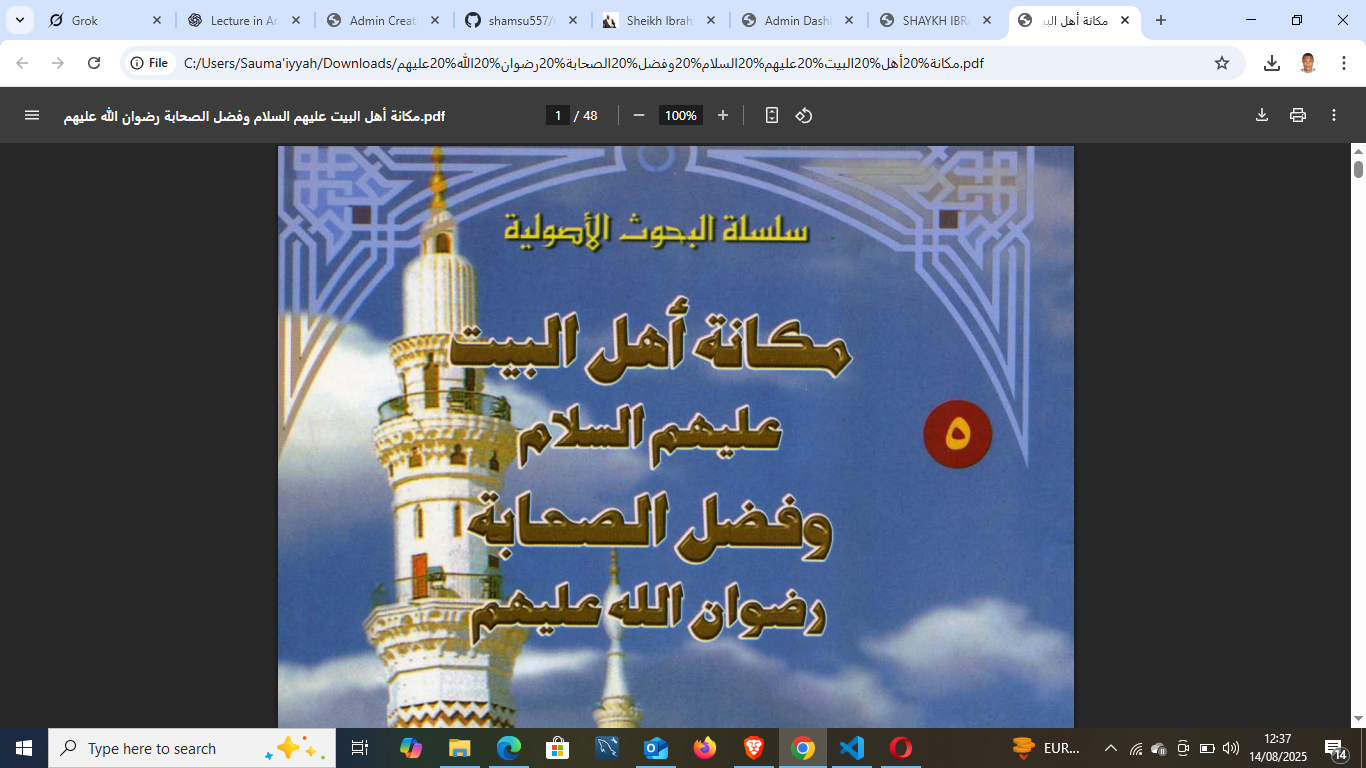 Grok
Lecture in Ar
Admin Creat
shamsu557/r
Sheikh Ibrah
Admin Dash
SHAYKH IBRA
مكانة أهل البيت
File
C:/Users/Sauma'iyyah/Downloads/مكانة%20أهل%20البيت%20عليهم%20السلام%20وفضل%20الصحابة%20رضوان%20الله%20عليهم.pdf
مكانة أهل البيت عليهم السلام وفضل الصحابة رضوان الله عليهم.pdf
1 / 48
100%
سلسلة البحوث الأصولية
مكانة أهل البيت
عليهم السلام
٥
وفضل الصحابة
رضوان الله عليهم
Type here to search
EUR...
12:37
14/08/2025
14